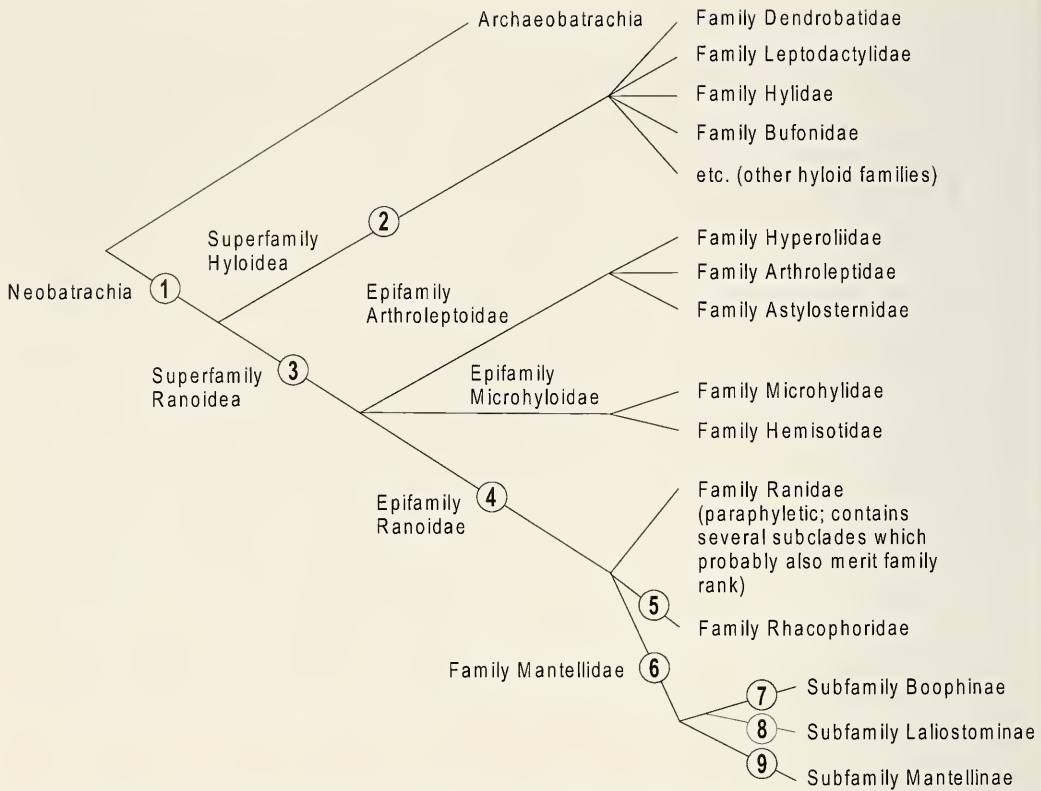 Archaeobatrachia
Family Dendrobatidae
Family Leptodactylidae
Family Hylidae
Family Bufonidae
etc. (other hyloid families)
2
Superfamily
Hyloidea
Neobatrachia
1
Family Hyperoliidae
Family Arthroleptidae
Family Astylosternidae
Epifamily
Arthroleptoidae
Superfamily
Ranoidea
3
Epifamily
Microhyloidae
Family Microhylidae
Family Hemisotidae
Epifamily
Ranoidae
4
Family Ranidae
(paraphyletic; contains
several subclades which
probably also merit family
rank)
5
Family Rhacophoridae
Family Mantellidae
6
7
Subfamily Boophinae
8
Subfamily Laliostominae
9
Subfamily Mantellinae